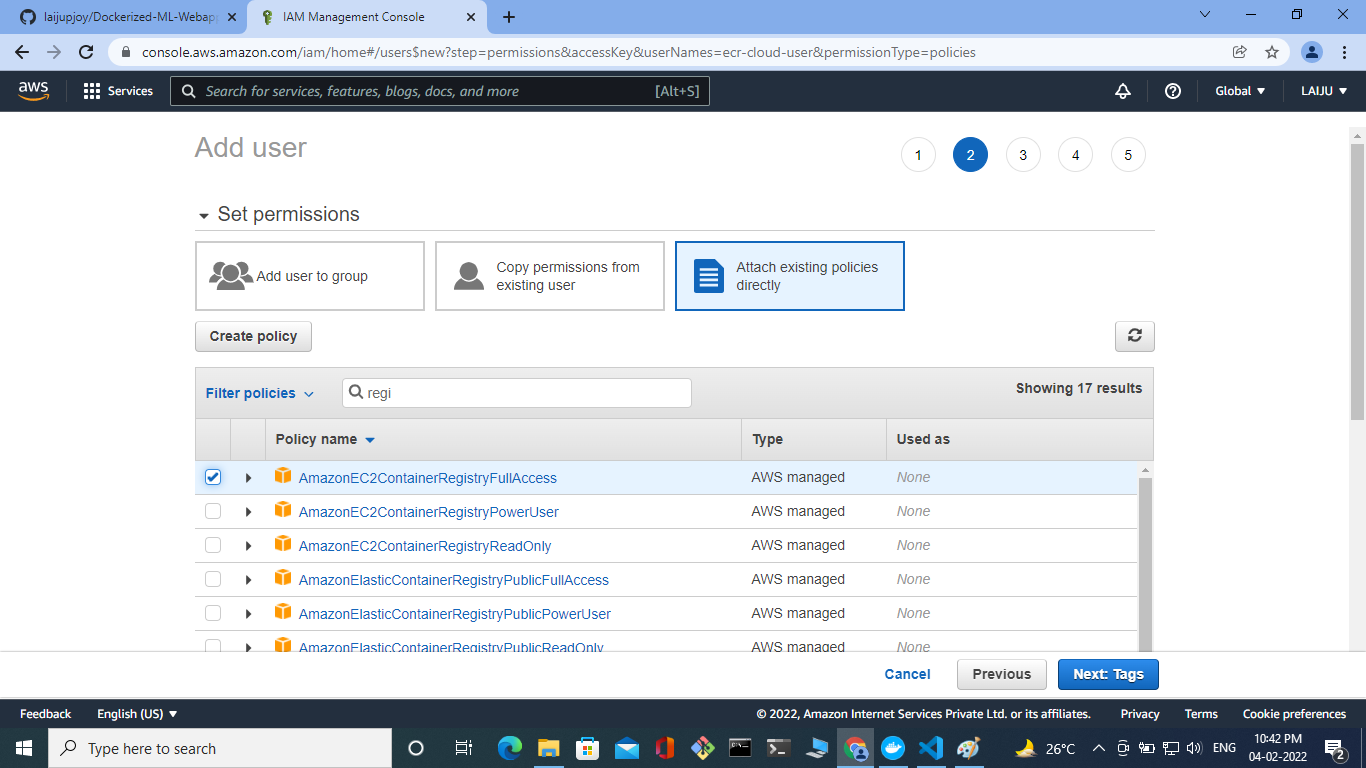 laijupjoy/Dockerized-ML-Webapp
IAM Management Console
console.aws.amazon.com/iam/home#/users$new?step=permissions&accessKey&userNames=ecr-cloud-user&permissionType=policies
aws
Services
Search for services, features, blogs, docs, and more
[Alt+S]
Global
LAIJU
Add user
1
2
3
4
5
Set permissions
Add user to group
Copy permissions from
existing user
Attach existing policies
directly
Create policy
Filter policies
regi
Showing 17 results
Policy name
Type
Used as
AmazonEC2ContainerRegistryFullAccess
AWS managed
None
AmazonEC2ContainerRegistryPowerUser
AWS managed
None
AmazonEC2ContainerRegistryReadOnly
AWS managed
None
AmazonElasticContainerRegistryPublicFullAccess
AWS managed
None
AmazonElasticContainerRegistryPublicPowerUser
AWS managed
None
AmazonElasticContainerRegistryPublicReadOnly
AWS managed
None
Cancel
Previous
Next: Tags
Feedback
English (US)
© 2022, Amazon Internet Services Private Ltd. or its affiliates.
Privacy
Terms
Cookie preferences
Type here to search
26°C
ENG
10:42 PM
04-02-2022
2